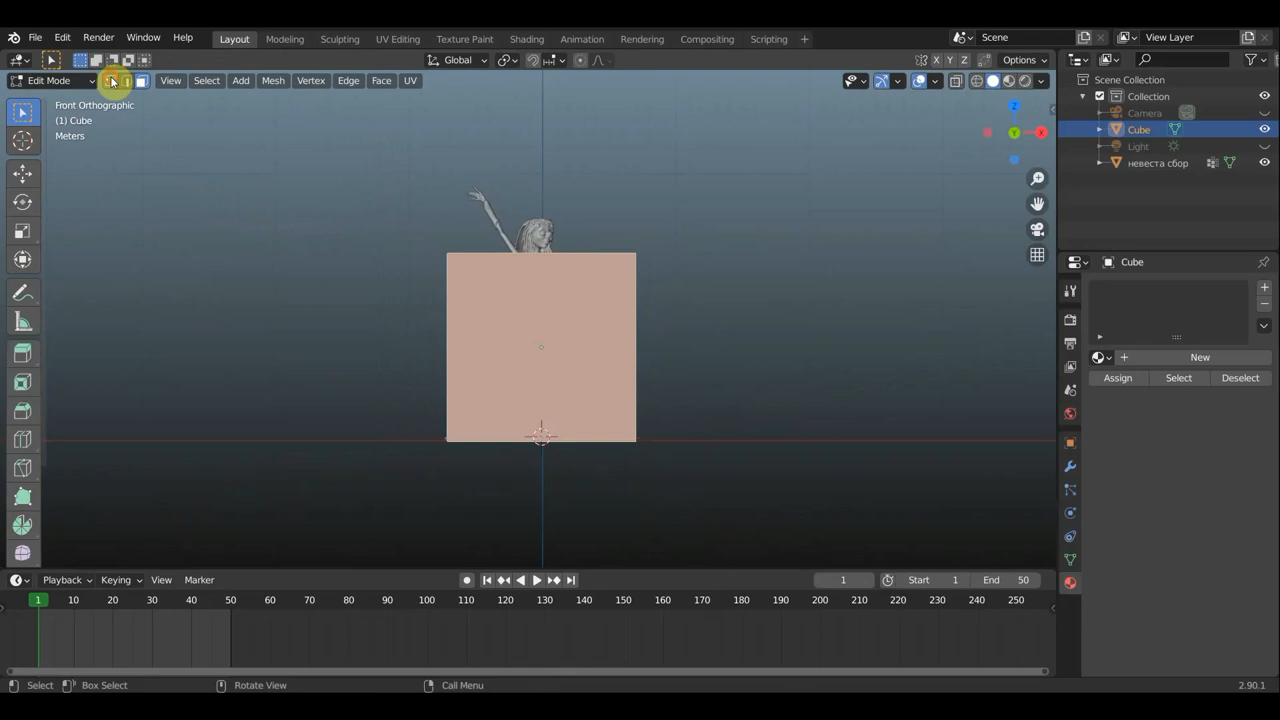 File Edit Render Window Help Layout Modeling Sculpting UV Editing Texture Paint Shading Animation Rendering Compositing Scripting + Scene View Layer
Global X Y Z Options
Edit Mode View Select Add Mesh Vertex Edge Face UV
Scene Collection
Collection
Camera
Cube
Light
невеста сбор
Front Orthographic
(1) Cube
Meters
Z
Y
X
Cube
New
Assign Select Deselect
Playback Keying View Marker 1 Start 1 End 50
1 10 20 30 40 50 60 70 80 90 100 110 120 130 140 150 160 170 180 190 200 210 220 230 240 250
Select Box Select Rotate View Call Menu 2.90.1